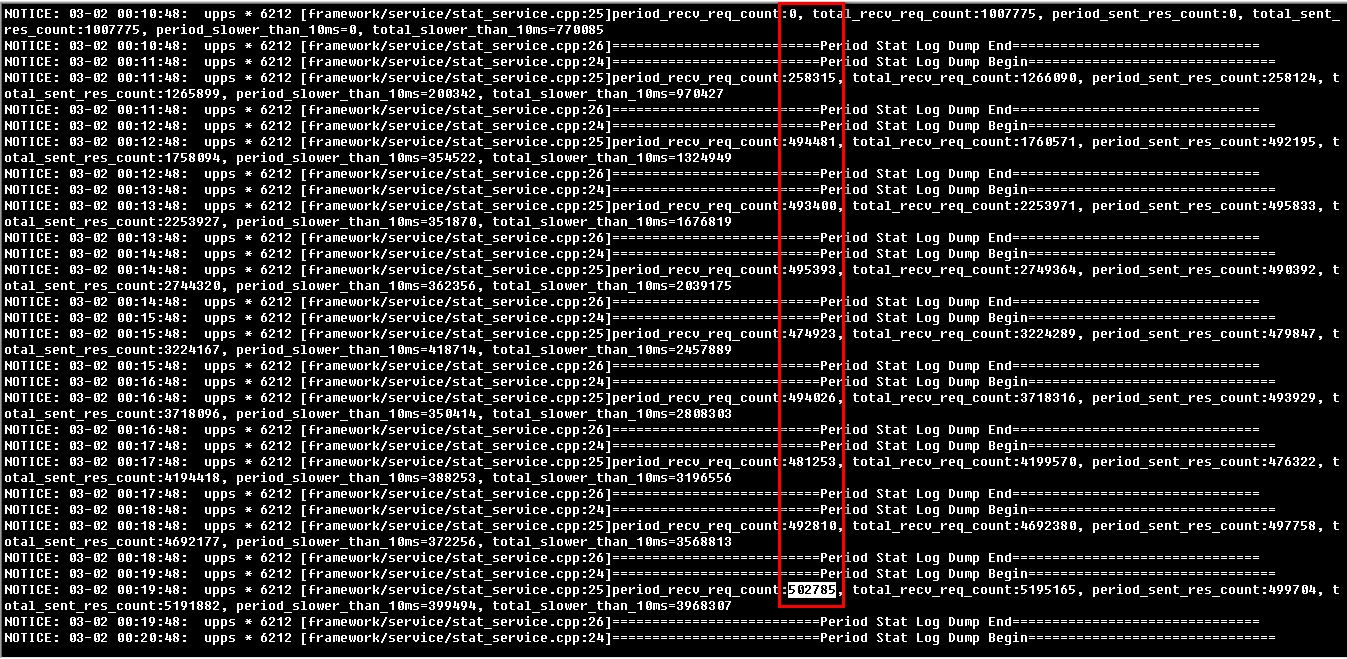 NOTICE: 03-02 00:10:48:  upps * 6212 [framework/service/stat_service.cpp:25]period_recv_req_count:0, total_recv_req_count:1007775, period_sent_res_count:0, total_sent_
res_count:1007775, period_slower_than_10ms=0, total_slower_than_10ms=770085
NOTICE: 03-02 00:10:48:  upps * 6212 [framework/service/stat_service.cpp:26]==========================Period Stat Log Dump End===============================
NOTICE: 03-02 00:11:48:  upps * 6212 [framework/service/stat_service.cpp:24]==========================Period Stat Log Dump Begin===============================
NOTICE: 03-02 00:11:48:  upps * 6212 [framework/service/stat_service.cpp:25]period_recv_req_count:258315, total_recv_req_count:1266090, period_sent_res_count:258124, t
otal_sent_res_count:1265899, period_slower_than_10ms=200342, total_slower_than_10ms=970427
NOTICE: 03-02 00:11:48:  upps * 6212 [framework/service/stat_service.cpp:26]==========================Period Stat Log Dump End===============================
NOTICE: 03-02 00:12:48:  upps * 6212 [framework/service/stat_service.cpp:24]==========================Period Stat Log Dump Begin===============================
NOTICE: 03-02 00:12:48:  upps * 6212 [framework/service/stat_service.cpp:25]period_recv_req_count:494481, total_recv_req_count:1760571, period_sent_res_count:492195, t
otal_sent_res_count:1758094, period_slower_than_10ms=354522, total_slower_than_10ms=1324949
NOTICE: 03-02 00:12:48:  upps * 6212 [framework/service/stat_service.cpp:26]==========================Period Stat Log Dump End===============================
NOTICE: 03-02 00:13:48:  upps * 6212 [framework/service/stat_service.cpp:24]==========================Period Stat Log Dump Begin===============================
NOTICE: 03-02 00:13:48:  upps * 6212 [framework/service/stat_service.cpp:25]period_recv_req_count:493400, total_recv_req_count:2253971, period_sent_res_count:495833, t
otal_sent_res_count:2253927, period_slower_than_10ms=351870, total_slower_than_10ms=1676819
NOTICE: 03-02 00:13:48:  upps * 6212 [framework/service/stat_service.cpp:26]==========================Period Stat Log Dump End===============================
NOTICE: 03-02 00:14:48:  upps * 6212 [framework/service/stat_service.cpp:24]==========================Period Stat Log Dump Begin===============================
NOTICE: 03-02 00:14:48:  upps * 6212 [framework/service/stat_service.cpp:25]period_recv_req_count:495393, total_recv_req_count:2749364, period_sent_res_count:490392, t
otal_sent_res_count:2744320, period_slower_than_10ms=362356, total_slower_than_10ms=2039175
NOTICE: 03-02 00:14:48:  upps * 6212 [framework/service/stat_service.cpp:26]==========================Period Stat Log Dump End===============================
NOTICE: 03-02 00:15:48:  upps * 6212 [framework/service/stat_service.cpp:24]==========================Period Stat Log Dump Begin===============================
NOTICE: 03-02 00:15:48:  upps * 6212 [framework/service/stat_service.cpp:25]period_recv_req_count:474923, total_recv_req_count:3224289, period_sent_res_count:479847, t
otal_sent_res_count:3224167, period_slower_than_10ms=418714, total_slower_than_10ms=2457889
NOTICE: 03-02 00:15:48:  upps * 6212 [framework/service/stat_service.cpp:26]==========================Period Stat Log Dump End===============================
NOTICE: 03-02 00:16:48:  upps * 6212 [framework/service/stat_service.cpp:24]==========================Period Stat Log Dump Begin===============================
NOTICE: 03-02 00:16:48:  upps * 6212 [framework/service/stat_service.cpp:25]period_recv_req_count:494026, total_recv_req_count:3718316, period_sent_res_count:493929, t
otal_sent_res_count:3718096, period_slower_than_10ms=350414, total_slower_than_10ms=2808303
NOTICE: 03-02 00:16:48:  upps * 6212 [framework/service/stat_service.cpp:26]==========================Period Stat Log Dump End===============================
NOTICE: 03-02 00:17:48:  upps * 6212 [framework/service/stat_service.cpp:24]==========================Period Stat Log Dump Begin===============================
NOTICE: 03-02 00:17:48:  upps * 6212 [framework/service/stat_service.cpp:25]period_recv_req_count:481253, total_recv_req_count:4199570, period_sent_res_count:476322, t
otal_sent_res_count:4194418, period_slower_than_10ms=388253, total_slower_than_10ms=3196556
NOTICE: 03-02 00:17:48:  upps * 6212 [framework/service/stat_service.cpp:26]==========================Period Stat Log Dump End===============================
NOTICE: 03-02 00:18:48:  upps * 6212 [framework/service/stat_service.cpp:24]==========================Period Stat Log Dump Begin===============================
NOTICE: 03-02 00:18:48:  upps * 6212 [framework/service/stat_service.cpp:25]period_recv_req_count:492810, total_recv_req_count:4692380, period_sent_res_count:497758, t
otal_sent_res_count:4692177, period_slower_than_10ms=372256, total_slower_than_10ms=3568813
NOTICE: 03-02 00:18:48:  upps * 6212 [framework/service/stat_service.cpp:26]==========================Period Stat Log Dump End===============================
NOTICE: 03-02 00:19:48:  upps * 6212 [framework/service/stat_service.cpp:24]==========================Period Stat Log Dump Begin===============================
NOTICE: 03-02 00:19:48:  upps * 6212 [framework/service/stat_service.cpp:25]period_recv_req_count:502785, total_recv_req_count:5195165, period_sent_res_count:499704, t
otal_sent_res_count:5191882, period_slower_than_10ms=399494, total_slower_than_10ms=3968307
NOTICE: 03-02 00:19:48:  upps * 6212 [framework/service/stat_service.cpp:26]==========================Period Stat Log Dump End===============================
NOTICE: 03-02 00:20:48:  upps * 6212 [framework/service/stat_service.cpp:24]==========================Period Stat Log Dump Begin===============================